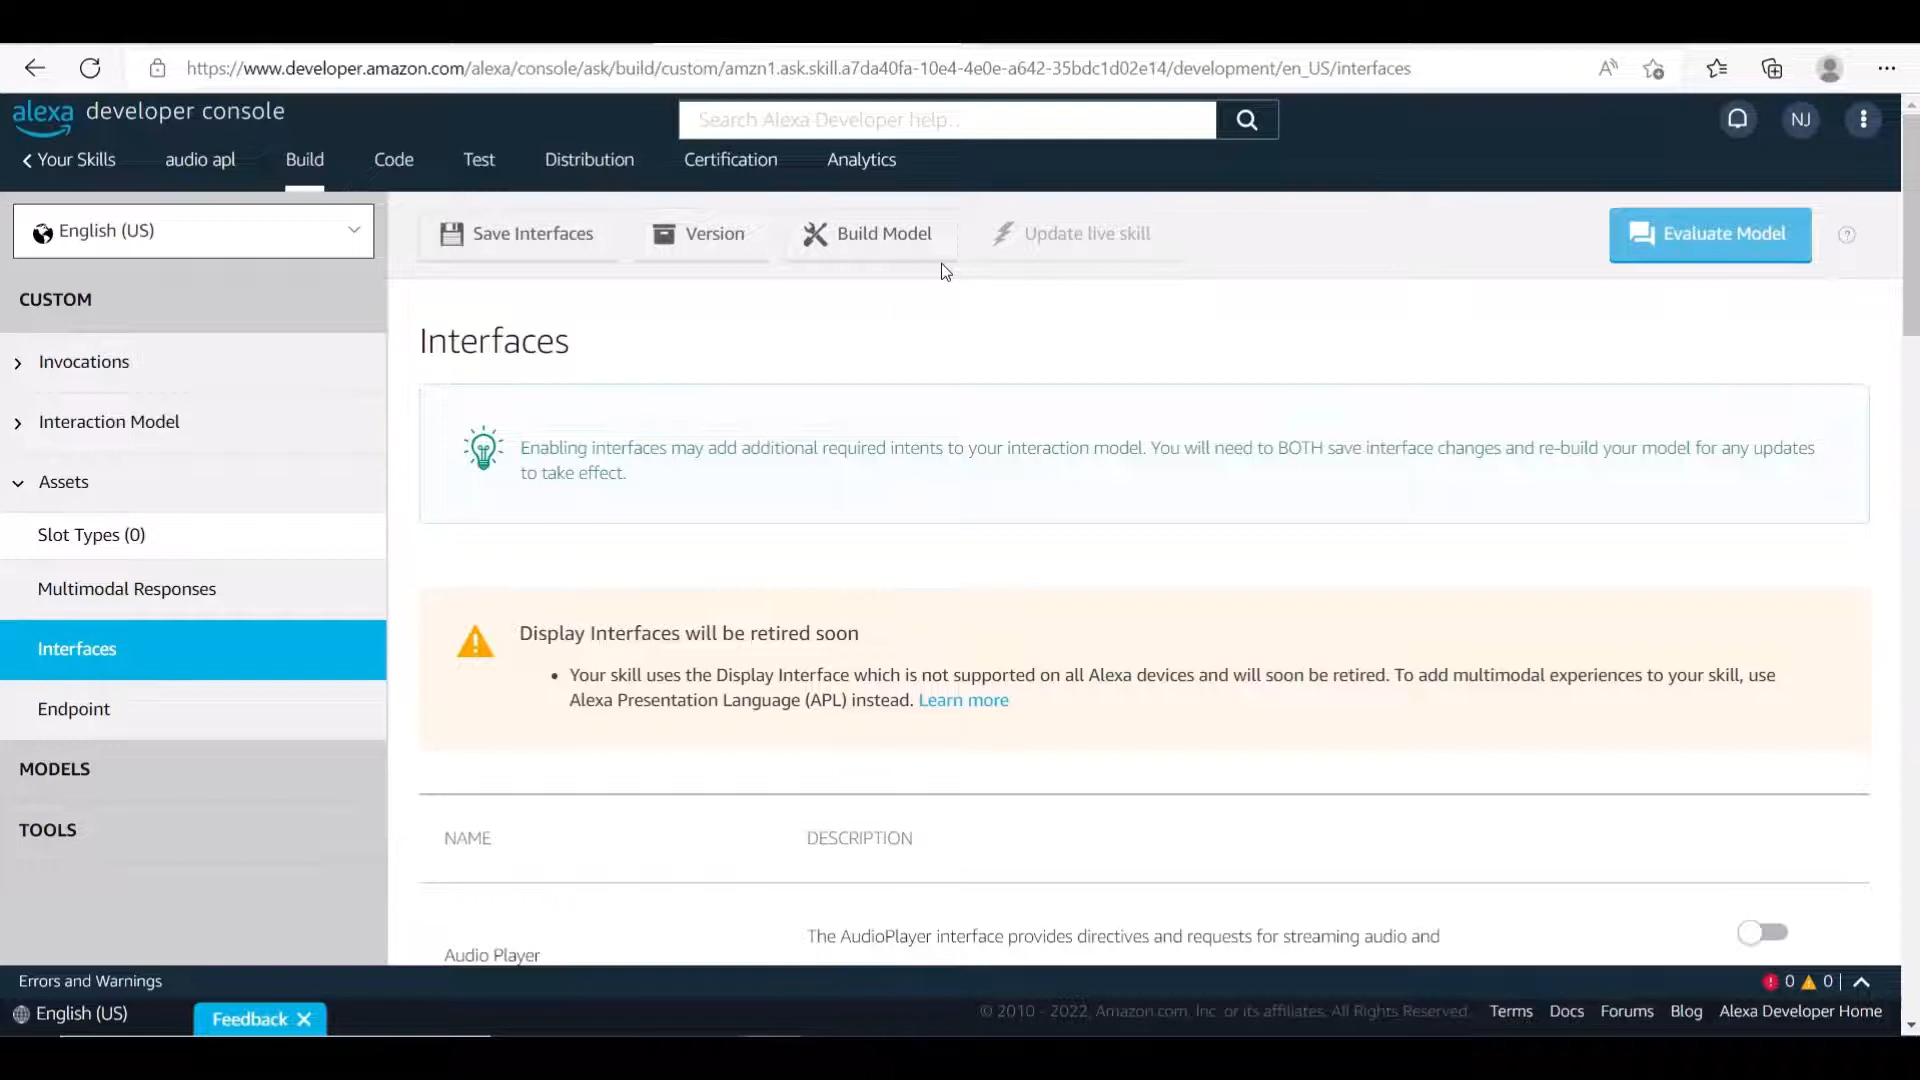 https://www.developer.amazon.com/alexa/console/ask/build/custom/amzn1.ask.skill.a7da40fa-10e4-4e0e-a642-35bdc1d02e14/development/en_US/interfaces
alexa developer console
Search Alexa Developer help..
NJ
Your Skills audio apl Build Code Test Distribution Certification Analytics
English (US)
Save Interfaces Version Build Model Update live skill Evaluate Model
CUSTOM
Invocations
Interaction Model
Assets
Slot Types (0)
Multimodal Responses
Interfaces
Endpoint
MODELS
TOOLS
Interfaces
Enabling interfaces may add additional required intents to your interaction model. You will need to BOTH save interface changes and re-build your model for any updates
to take effect.
Display Interfaces will be retired soon
• Your skill uses the Display Interface which is not supported on all Alexa devices and will soon be retired. To add multimodal experiences to your skill, use
Alexa Presentation Language (APL) instead. Learn more
NAME DESCRIPTION
The AudioPlayer interface provides directives and requests for streaming audio and
Audio Player
Errors and Warnings 0 0
English (US) Feedback © 2010 - 2022, Amazon.com, Inc. or its affiliates. All Rights Reserved. Terms Docs Forums Blog Alexa Developer Home